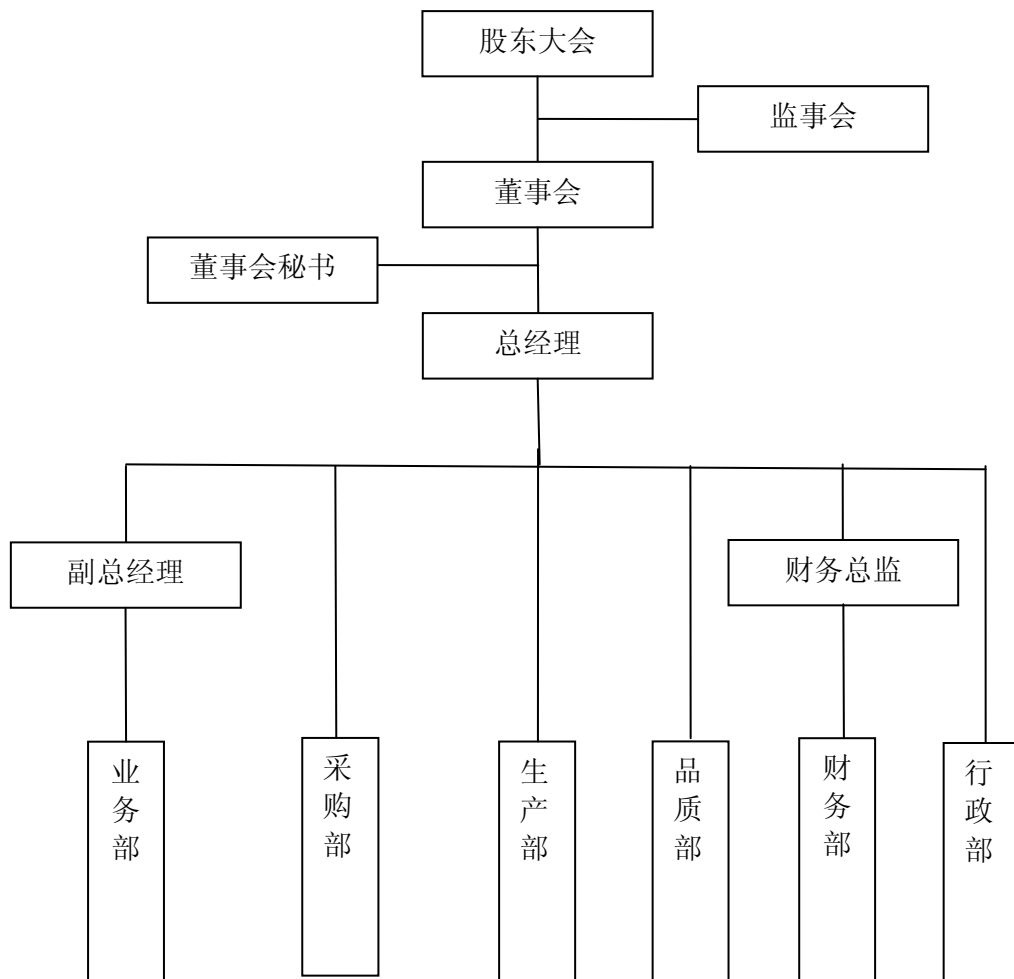 股东大会
监事会
董事会
董事会秘书
总经理
副总经理
财务总监
业务部
采购部
生产部
品质部
财务部
行政部